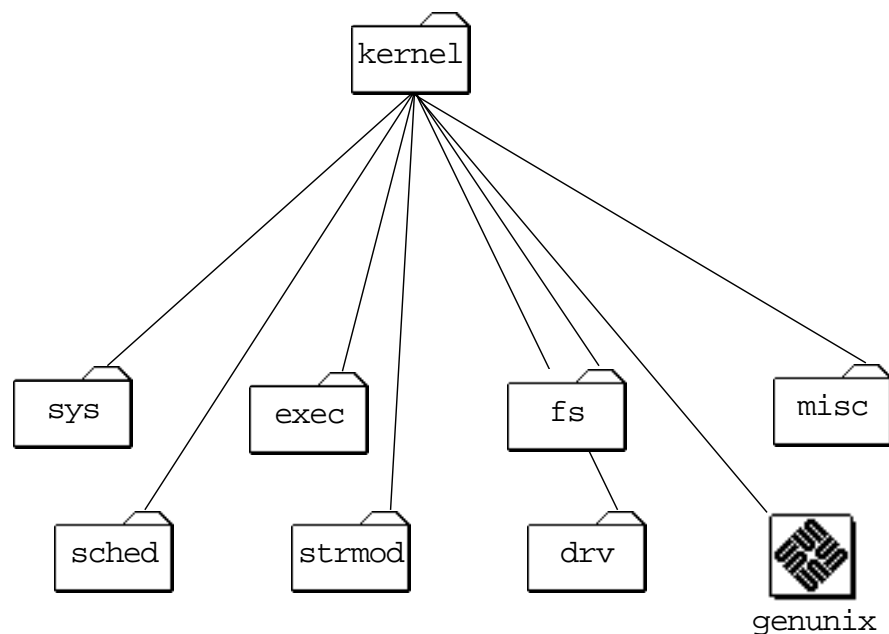 kernel
sys
exec
fs
misc
sched
strmod
drv
genunix